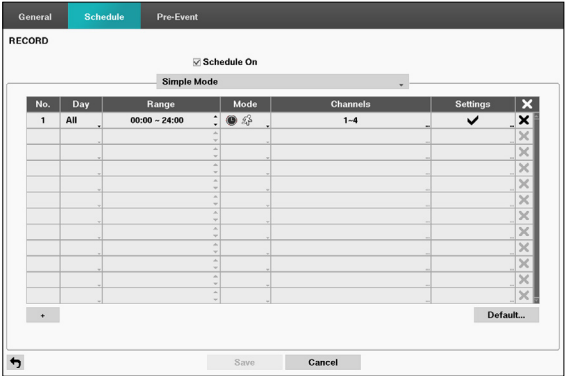 General Schedule Pre-Event
RECORD
Schedule On
Simple Mode
No. Day Range Mode Channels Settings
1 All 00:00 ~ 24:00 1~4
+ Default...
Save Cancel